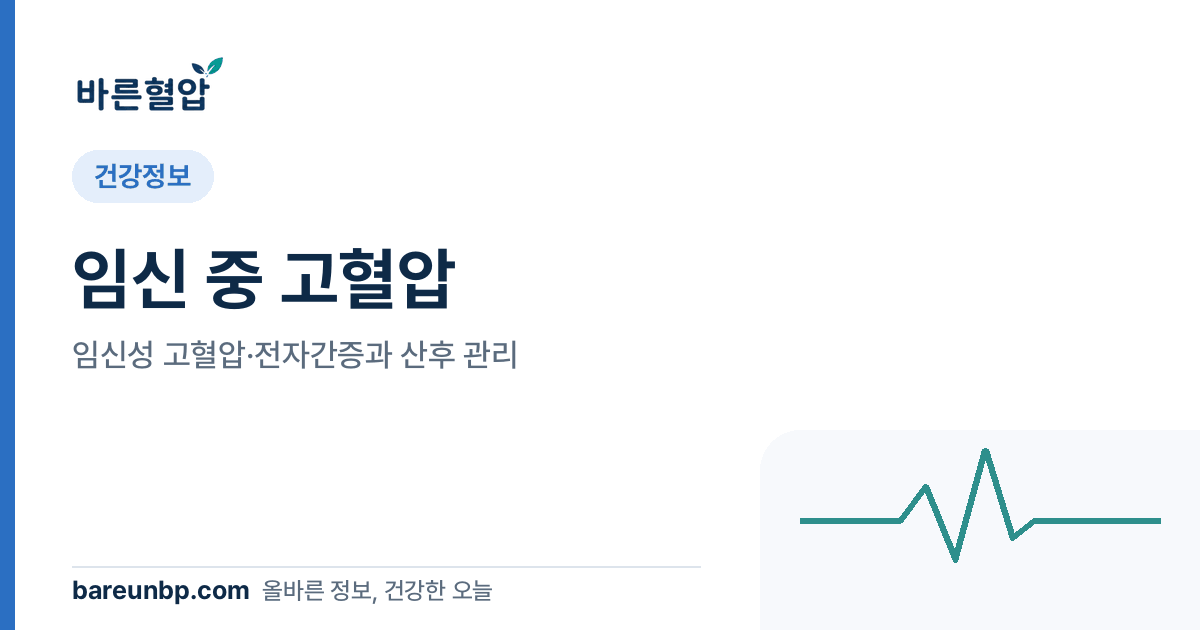 바른혈압
건강정보
임신 중 고혈압
임신성 고혈압·전자간증과 산후 관리
bareunbp.com 올바른 정보, 건강한 오늘